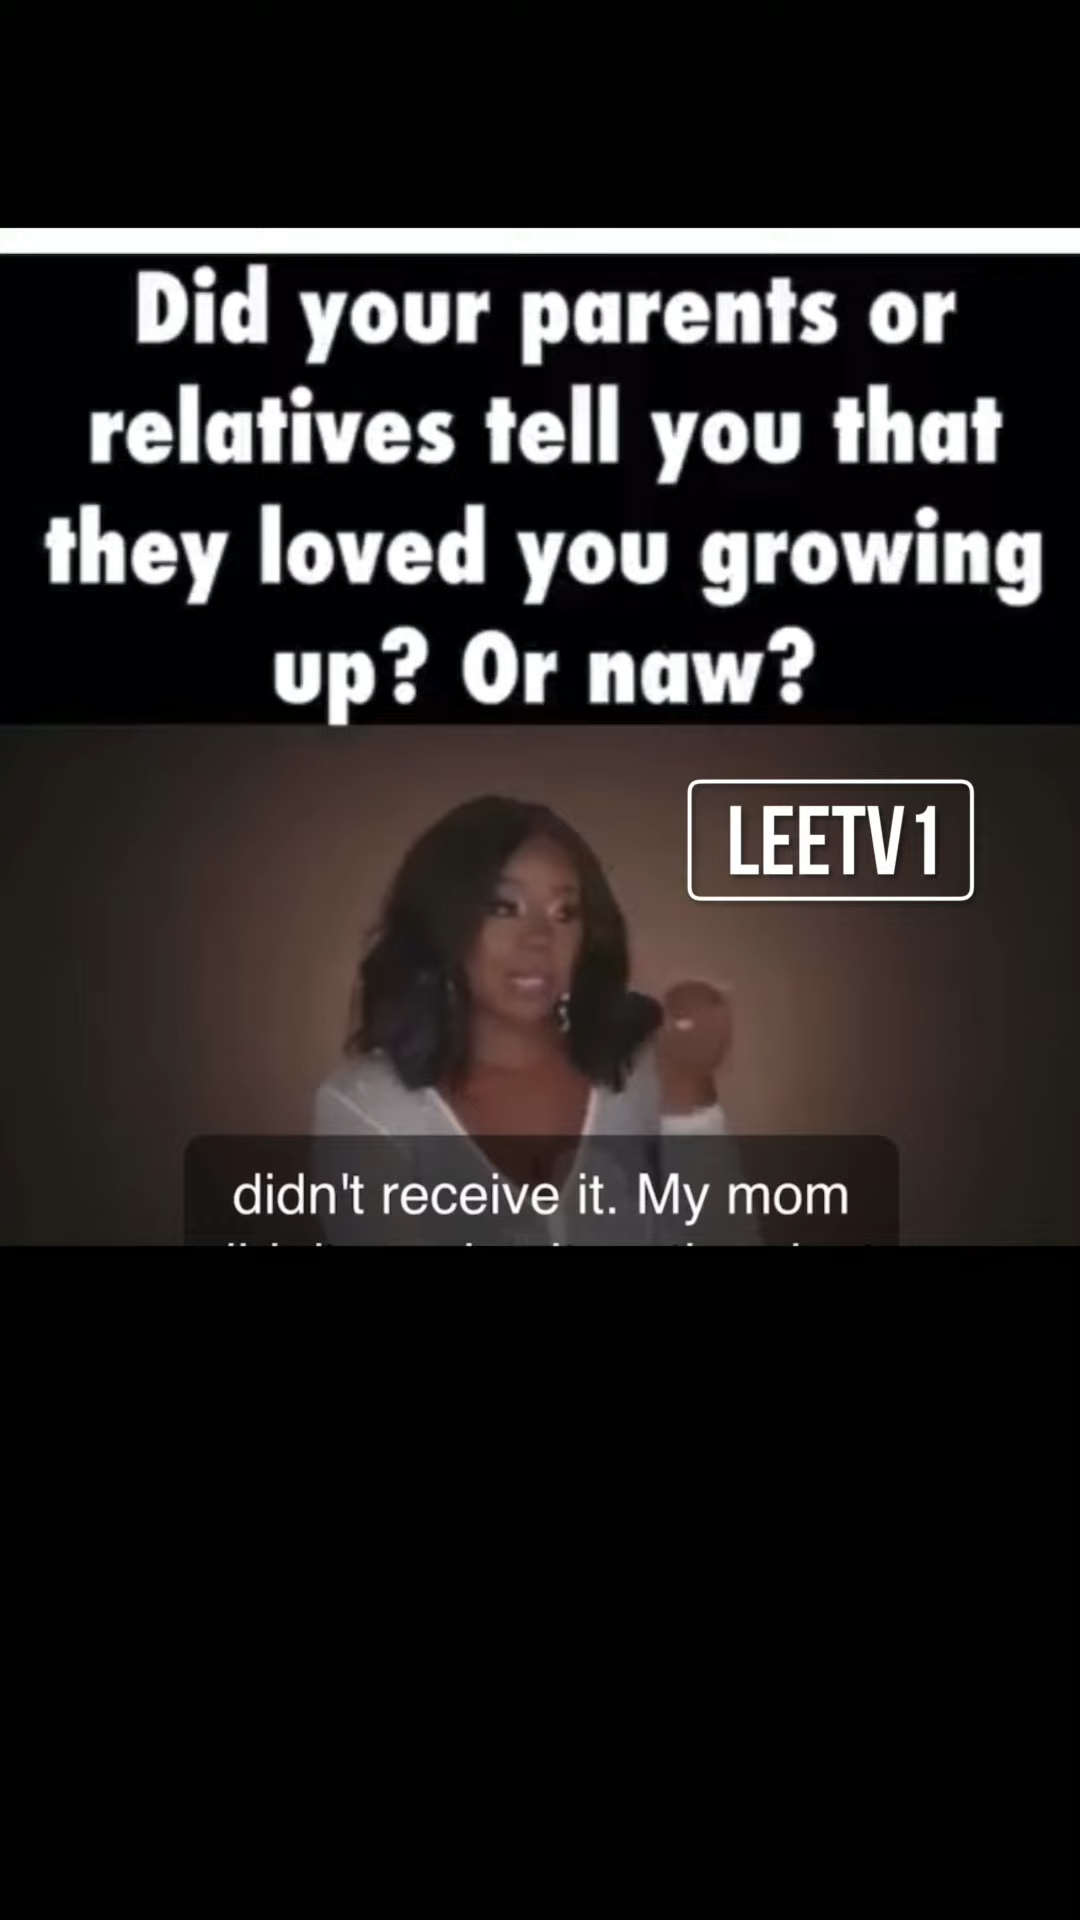 Did your parents or
relatives tell you that
they loved you growing
up? Or naw?
LEETV1
didn't receive it. My mom